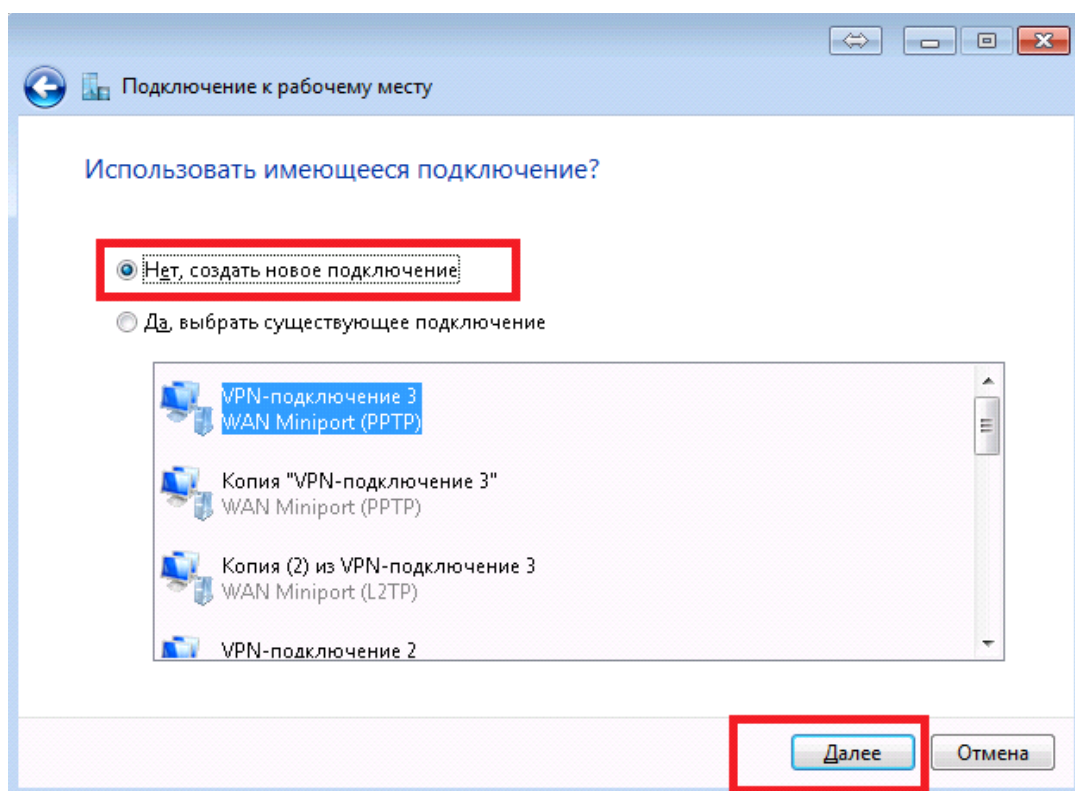 Подключение к рабочему месту
Использовать имеющееся подключение?
Нет, создать новое подключение
Да, выбрать существующее подключение
VPN-подключение 3
WAN Miniport (PPTP)
Копия "VPN-подключение 3"
WAN Miniport (PPTP)
Копия (2) из VPN-подключение 3
WAN Miniport (L2TP)
VPN-подключение 2
Далее
Отмена